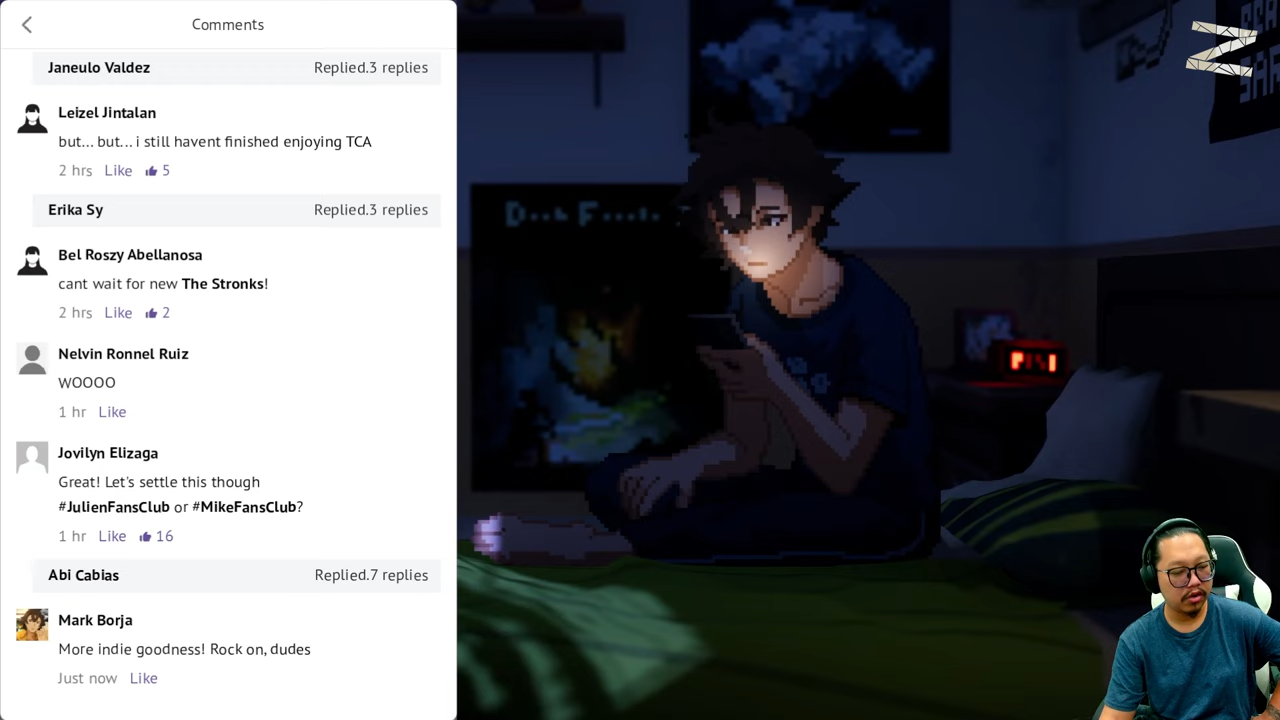 Comments
Janeulo Valdez Replied.3 replies
Leizel Jintalan
but... but... i still havent finished enjoying TCA
2 hrs Like 5
Erika Sy Replied.3 replies
Bel Roszy Abellanosa
cant wait for new The Stronks!
2 hrs Like 2
Nelvin Ronnel Ruiz
WOOOO
1 hr Like
Jovilyn Elizaga
Great! Let's settle this though
#JulienFansClub or #MikeFansClub?
1 hr Like 16
Abi Cabias Replied.7 replies
Mark Borja
More indie goodness! Rock on, dudes
Just now Like